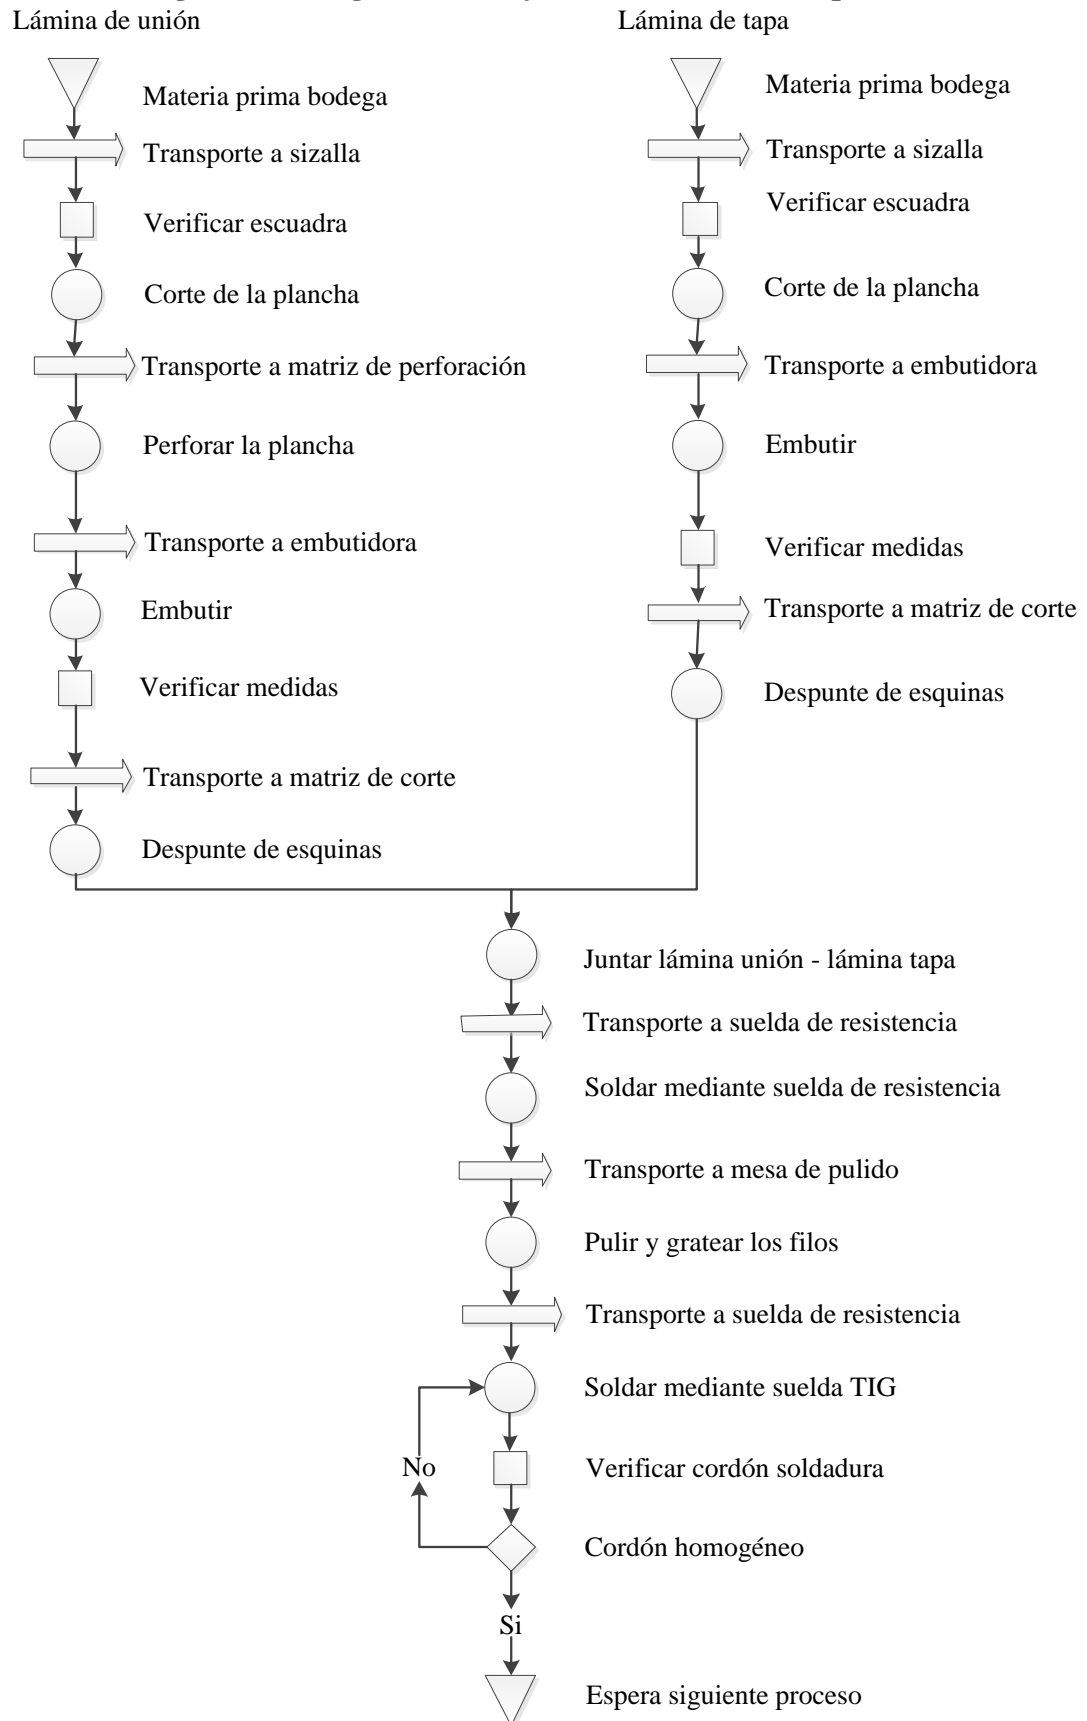 Lámina de unión
Materia prima bodega
Transporte a sizalla
Verificar escuadra
Corte de la plancha
Transporte a matriz de perforación
Perforar la plancha
Transporte a embutidora
Embutir
Verificar medidas
Transporte a matriz de corte
Despunte de esquinas
Lámina de tapa
Materia prima bodega
Transporte a sizalla
Verificar escuadra
Corte de la plancha
Transporte a embutidora
Embutir
Verificar medidas
Transporte a matriz de corte
Despunte de esquinas
Juntar lámina unión - lámina tapa
Transporte a suelda de resistencia
Soldar mediante suelda de resistencia
Transporte a mesa de pulido
Pulir y gratear los filos
Transporte a suelda de resistencia
Soldar mediante suelda TIG
No
Verificar cordón soldadura
Cordón homogéneo
Si
Espera siguiente proceso